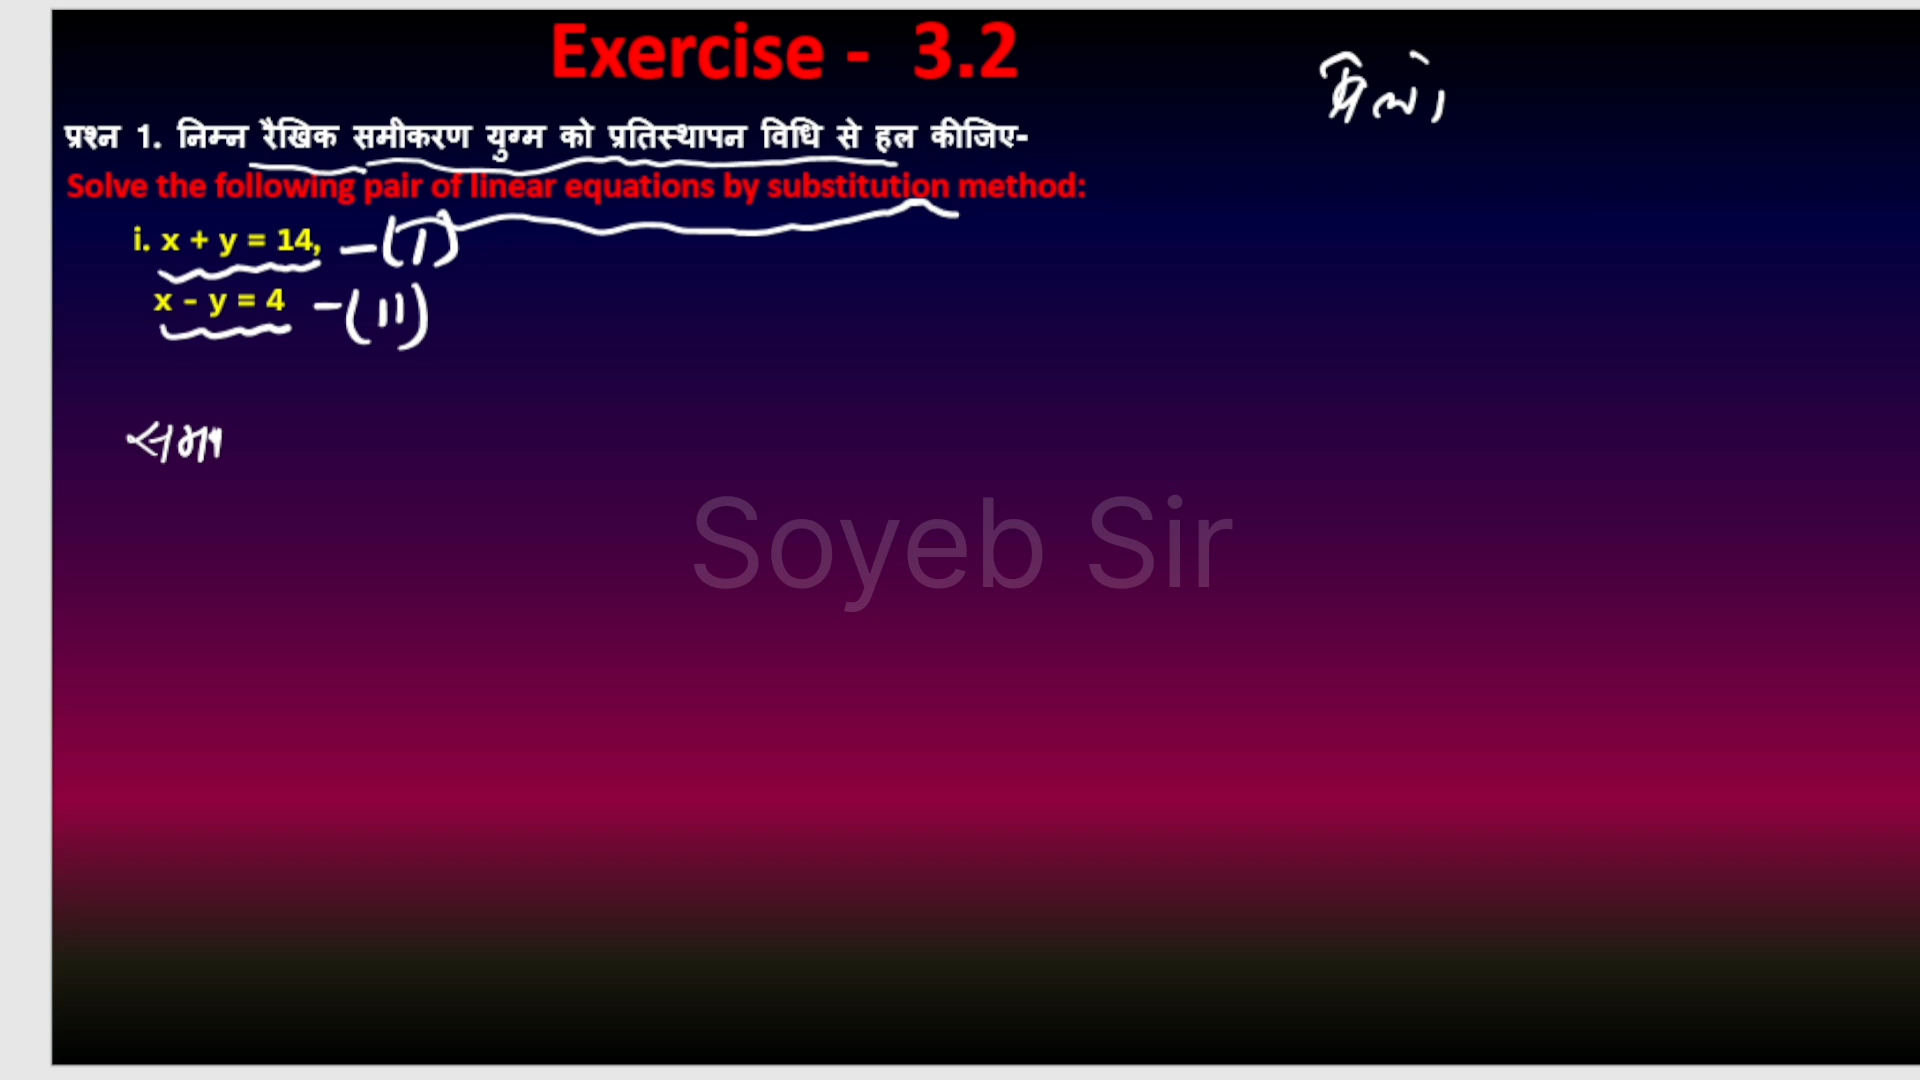 Exercise - 3.2
प्रश्न 1. निम्न रैखिक समीकरण युग्म को प्रतिस्थापन विधि से हल कीजिए-
Solve the following pair of linear equations by substitution method:
i. x + y = 14, -(I)
x - y = 4 -(II)
Soyeb Sir